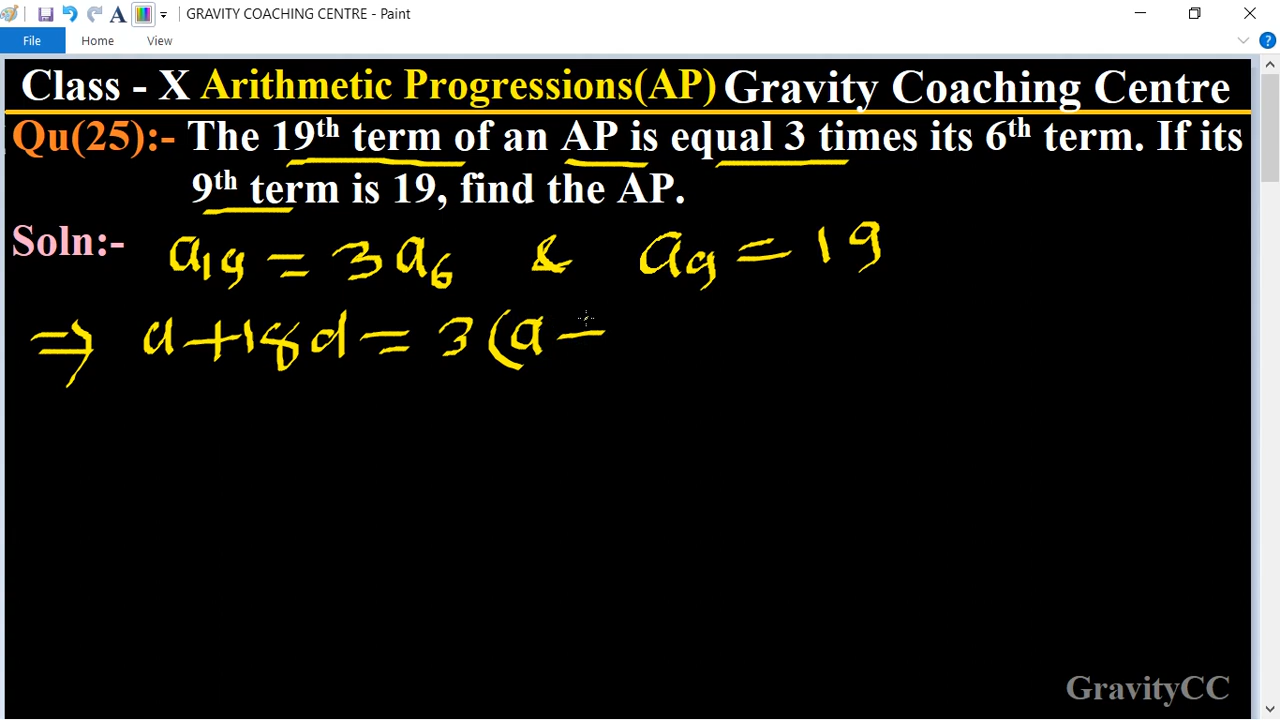 GRAVITY COACHING CENTRE - Paint
File Home View
Class - X Arithmetic Progressions(AP) Gravity Coaching Centre
Qu(25):- The 19th term of an AP is equal 3 times its 6th term. If its
9th term is 19, find the AP.
Soln:- a19 = 3a6 & a9 = 19
⇒ a+18d = 3(a −
GravityCC